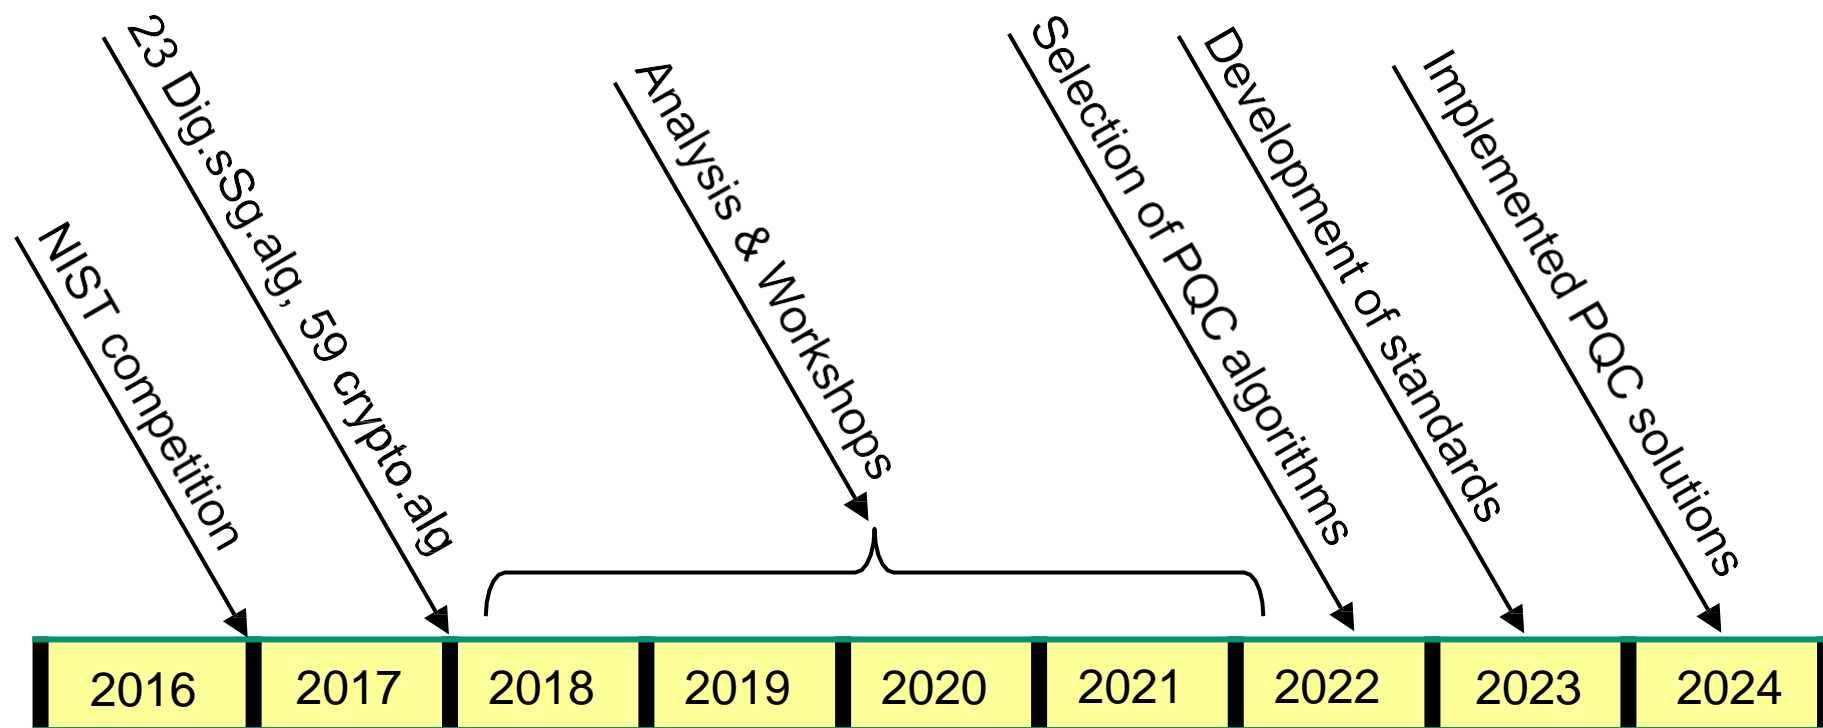 NIST competition
23 Dig.sSg.alg, 59 crypto.alg
Analysis & Workshops
Selection of PQC algorithms
Development of standards
Implemented PQC solutions
2016
2017
2018
2019
2020
2021
2022
2023
2024